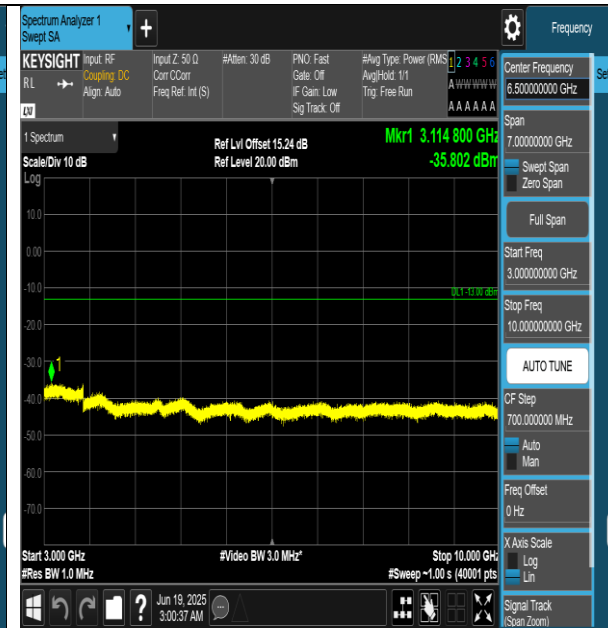 Spectrum Analyzer 1
Swept SA
+
Frequency
KEYSIGHT
RL
LXI
Input: RF
Coupling: DC
Align: Auto
Input Z: 50 Ω
Corr CCorr
Freq Ref: Int (S)
#Atten: 30 dB
PNO: Fast
Gate: Off
IF Gain: Low
Sig Track: Off
#Avg Type: Power (RMS
Avg|Hold: 1/1
Trig: Free Run
1 2 3 4 5 6
A W W W W W
A A A A A A
1 Spectrum
Scale/Div 10 dB
Ref Lvl Offset 15.24 dB
Ref Level 20.00 dBm
Mkr1 3.114 800 GHz
-35.802 dBm
Log
10.0
0.00
-10.0
-20.0
-30.0
-40.0
-50.0
-60.0
-70.0
DL1 -13.00 dBm
1
Start 3.000 GHz
#Res BW 1.0 MHz
#Video BW 3.0 MHz*
Stop 10.000 GHz
#Sweep ~1.00 s (40001 pts
Jun 19, 2025
3:00:37 AM
?
Center Frequency
6.500000000 GHz
Span
7.00000000 GHz
Swept Span
Zero Span
Full Span
Start Freq
3.000000000 GHz
Stop Freq
10.000000000 GHz
AUTO TUNE
CF Step
700.000000 MHz
Auto
Man
Freq Offset
0 Hz
X Axis Scale
Log
Lin
Signal Track
(Span Zoom)